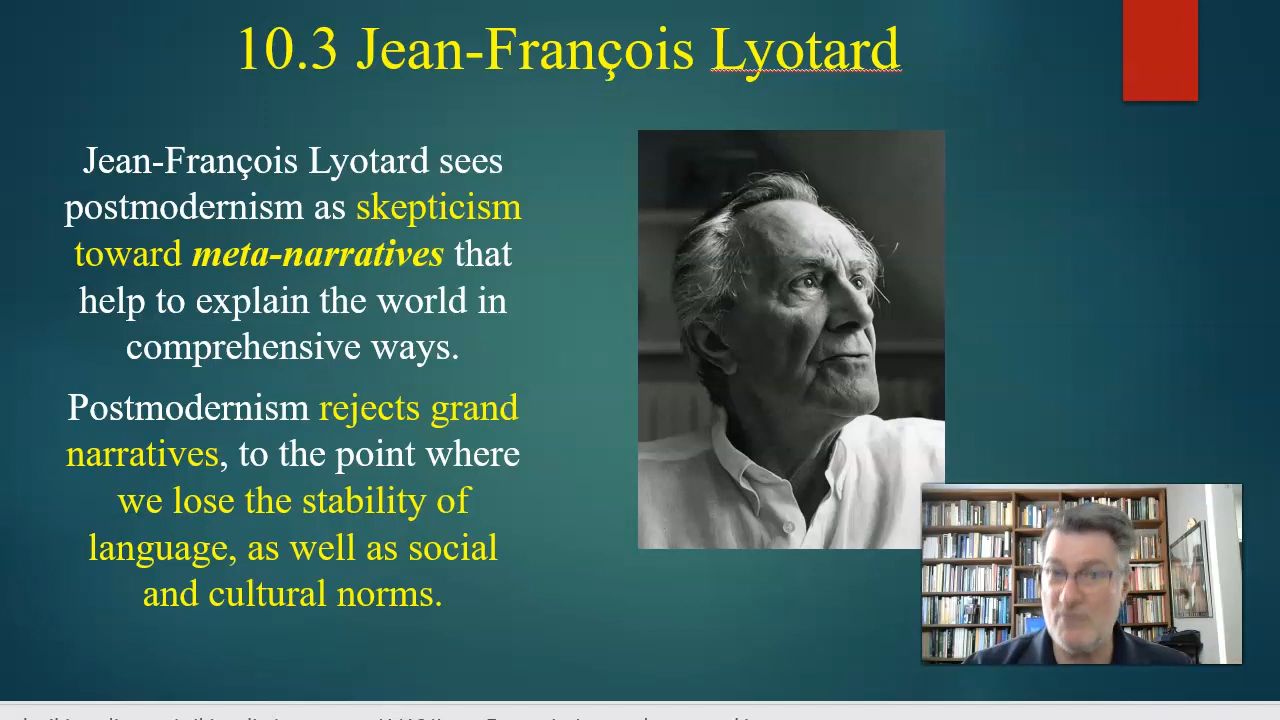 10.3 Jean-François Lyotard
Jean-François Lyotard sees
postmodernism as skepticism
toward meta-narratives that
help to explain the world in
comprehensive ways.
Postmodernism rejects grand
narratives, to the point where
we lose the stability of
language, as well as social
and cultural norms.